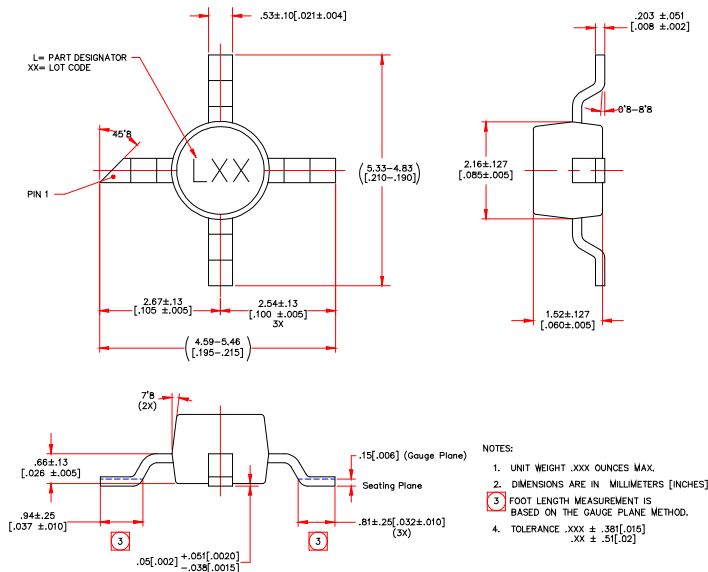 .53±.10[.021±.004]
.203 ±.051
[.008 ±.002]
L= PART DESIGNATOR
XX= LOT CODE
45'8
0'8-8'8
LXX
PIN 1
(5.33-4.83
[.210-.190])
2.16±.127
[.085±.005]
2.67±.13
[.105 ±.005]
2.54±.13
[.100 ±.005]
3X
(4.59-5.46
[.195-.215])
1.52±.127
[.060±.005]
7'8
(2X)
.66±.13
[.026 ±.005]
.15[.006] (Gauge Plane)
Seating Plane
.94±.25
[.037 ±.010]
3
.81±.25[.032±.010]
(3X)
3
.05[.002] +.051[.0020]
-.038[.0015]
NOTES:
1. UNIT WEIGHT .XXX OUNCES MAX.
2. DIMENSIONS ARE IN MILLIMETERS [INCHES]
3 FOOT LENGTH MEASUREMENT IS
BASED ON THE GAUGE PLANE METHOD.
4. TOLERANCE .XXX ± .381[.015]
.XX ± .51[.02]